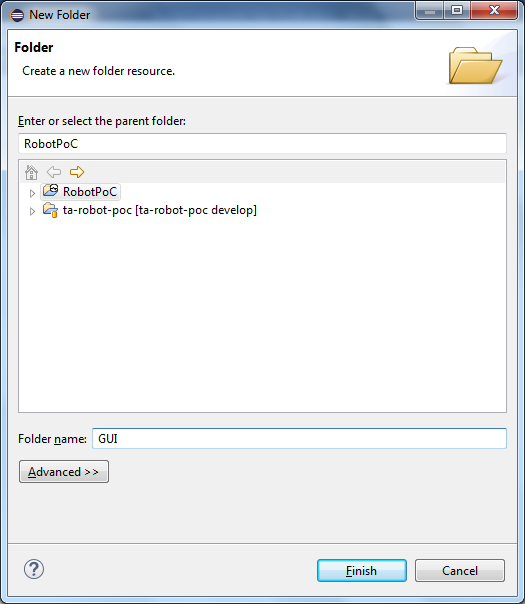 New Folder
Folder
Create a new folder resource.
Enter or select the parent folder:
RobotPoC
RobotPoC
ta-robot-poc [ta-robot-poc develop]
Folder name: GUI
Advanced >>
Finish Cancel